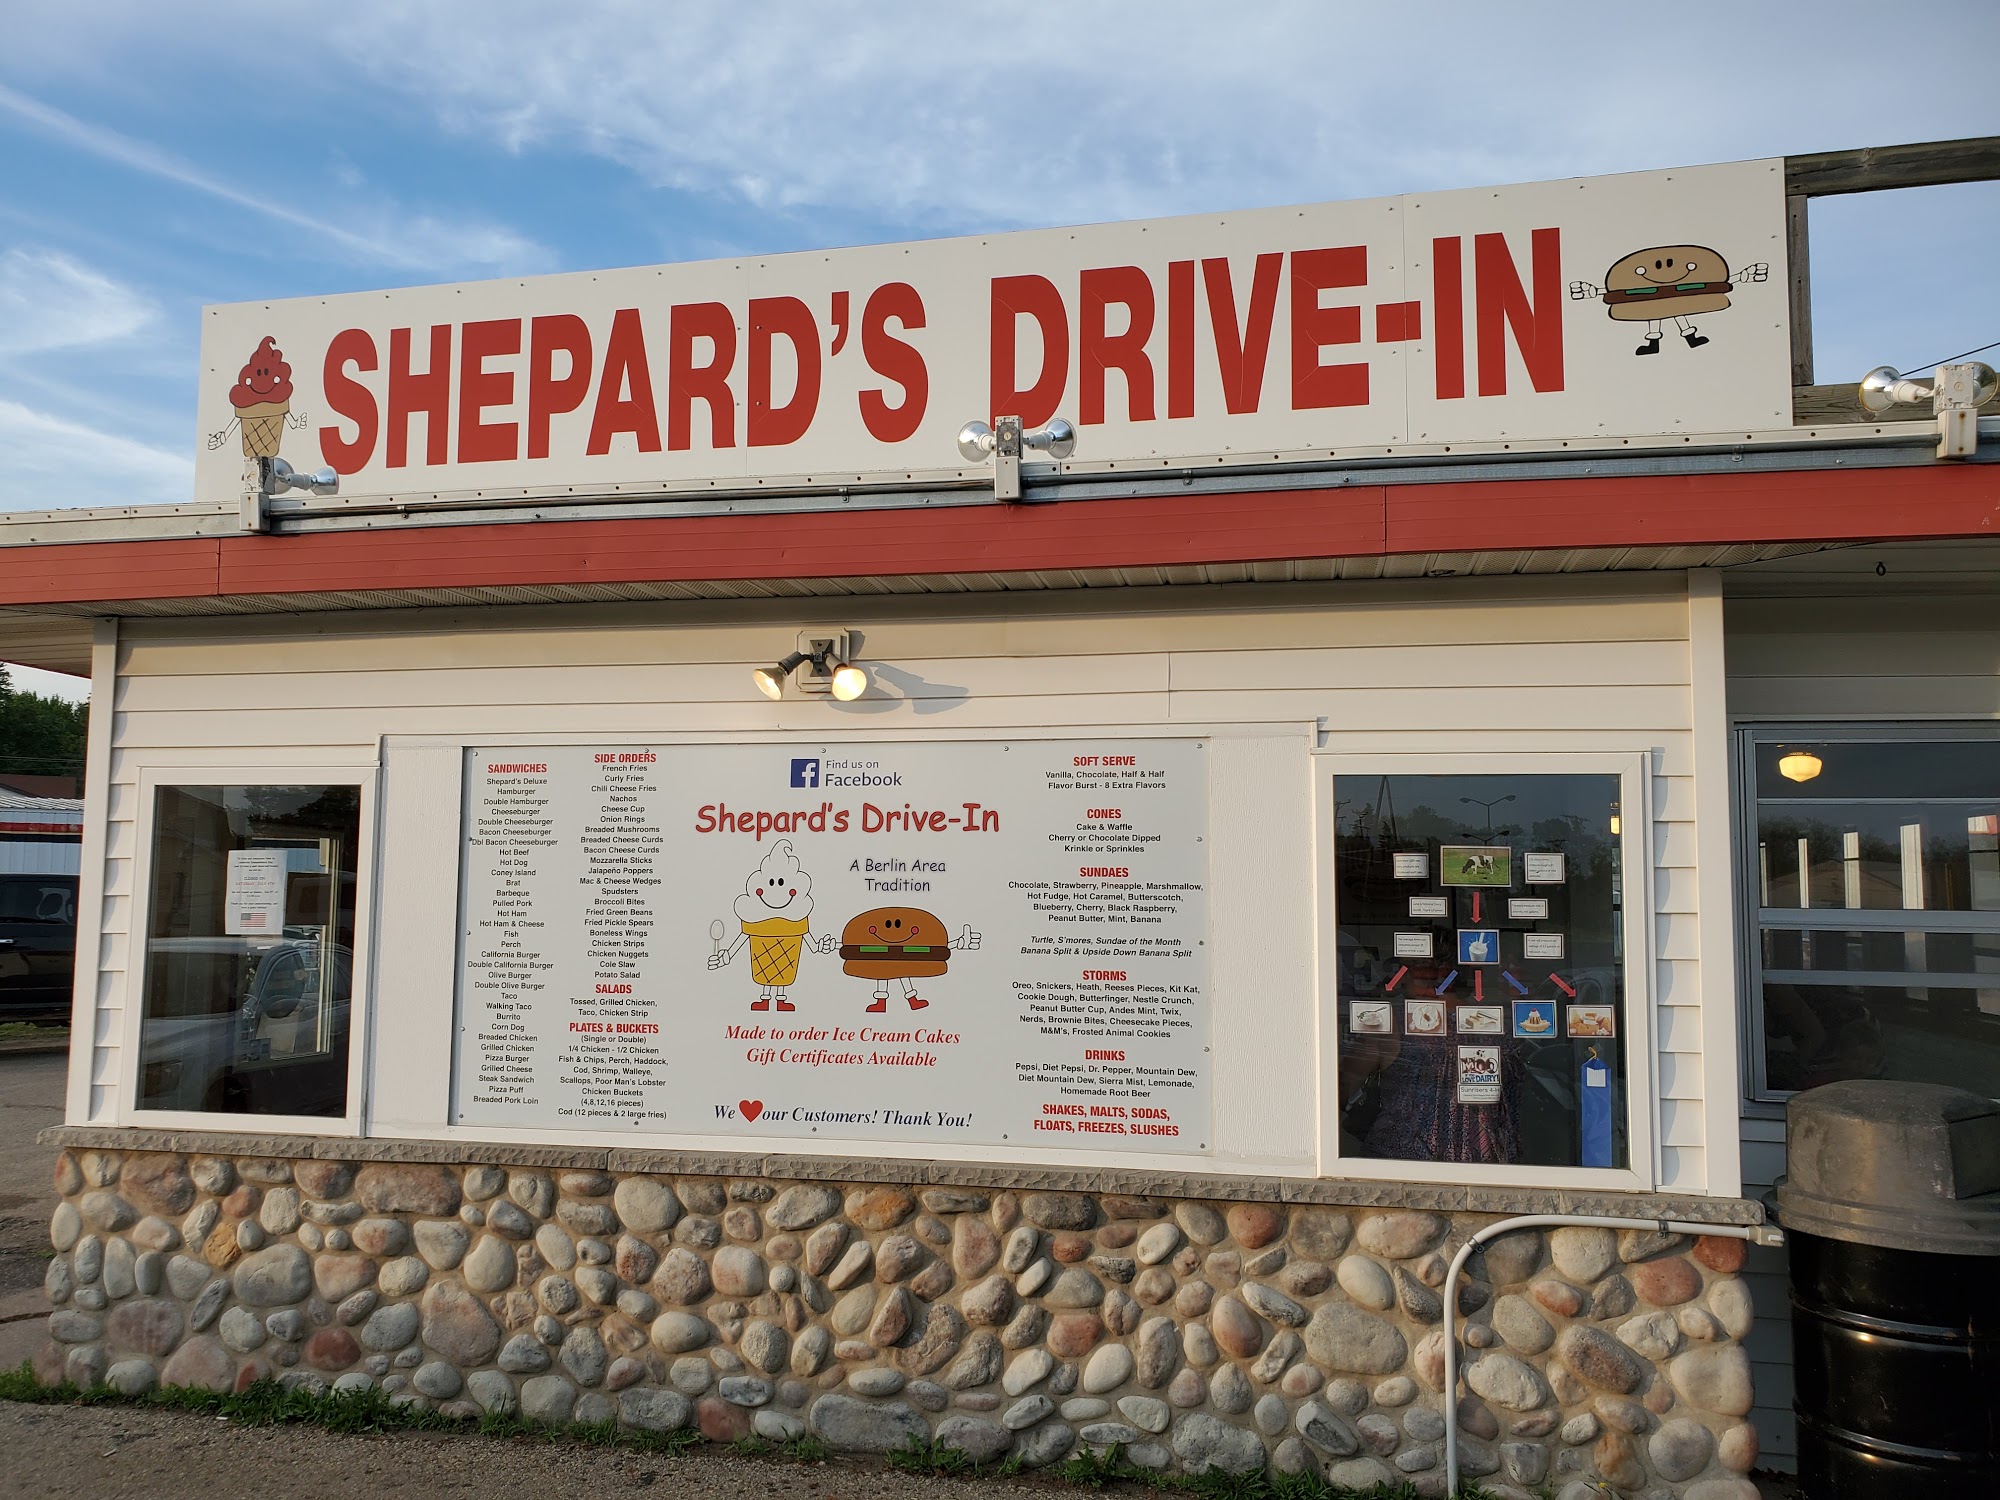 SHEPARD'S DRIVE-IN
SANDWICHES
Shepard's Deluxe
Hamburger
Double Hamburger
Cheeseburger
Double Cheeseburger
Bacon Cheeseburger
Dbl Bacon Cheeseburger
Hot Beef
Hot Dog
Coney Island
Brat
Barbeque
Pulled Pork
Hot Ham
Hot Ham & Cheese
Fish
Perch
California Burger
Double California Burger
Olive Burger
Double Olive Burger
Taco
Walking Taco
Burrito
Corn Dog
Breaded Chicken
Grilled Chicken
Pizza Burger
Grilled Cheese
Steak Sandwich
Pizza Puff
Breaded Pork Loin
SIDE ORDERS
French Fries
Curly Fries
Chili Cheese Fries
Nachos
Cheese Cup
Onion Rings
Breaded Mushrooms
Breaded Cheese Curds
Bacon Cheese Curds
Mozzarella Sticks
Jalapeño Poppers
Mac & Cheese Wedges
Spudsters
Broccoli Bites
Fried Green Beans
Fried Pickle Spears
Boneless Wings
Chicken Strips
Chicken Nuggets
Cole Slaw
Potato Salad
SALADS
Tossed, Grilled Chicken,
Taco, Chicken Strip
PLATES & BUCKETS
(Single or Double)
1/4 Chicken - 1/2 Chicken
Fish & Chips, Perch, Haddock,
Cod, Shrimp, Walleye,
Scallops, Poor Man's Lobster
Chicken Buckets
(4,8,12,16 pieces)
Cod (12 pieces & 2 large fries)
f Find us on
Facebook
Shepard's Drive-In
A Berlin Area
Tradition
Made to order Ice Cream Cakes
Gift Certificates Available
We our Customers! Thank You!
SOFT SERVE
Vanilla, Chocolate, Half & Half
Flavor Burst - 8 Extra Flavors
CONES
Cake & Waffle
Cherry or Chocolate Dipped
Krinkle or Sprinkles
SUNDAES
Chocolate, Strawberry, Pineapple, Marshmallow,
Hot Fudge, Hot Caramel, Butterscotch,
Blueberry, Cherry, Black Raspberry,
Peanut Butter, Mint, Banana
Turtle, S'mores, Sundae of the Month
Banana Split & Upside Down Banana Split
STORMS
Oreo, Snickers, Heath, Reeses Pieces, Kit Kat,
Cookie Dough, Butterfinger, Nestle Crunch,
Peanut Butter Cup, Andes Mint, Twix,
Nerds, Brownie Bites, Cheesecake Pieces,
M&M's, Frosted Animal Cookies
DRINKS
Pepsi, Diet Pepsi, Dr. Pepper, Mountain Dew,
Diet Mountain Dew, Sierra Mist, Lemonade,
Homemade Root Beer
SHAKES, MALTS, SODAS,
FLOATS, FREEZES, SLUSHES
MOO
LOVE DAIRY!